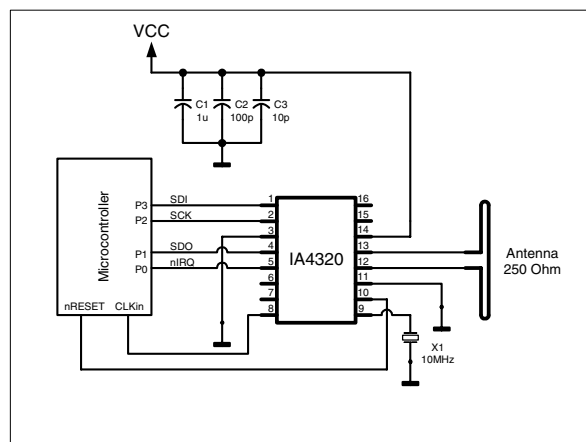 VCC
C1
1u
C2
100p
C3
10p
Microcontroller
P3
P2
P1
P0
nRESET
CLKin
SDI
SCK
SDO
nIRQ
IA4320
1
2
3
4
5
6
7
8
16
15
14
13
12
11
10
9
Antenna
250 Ohm
X1
10MHz